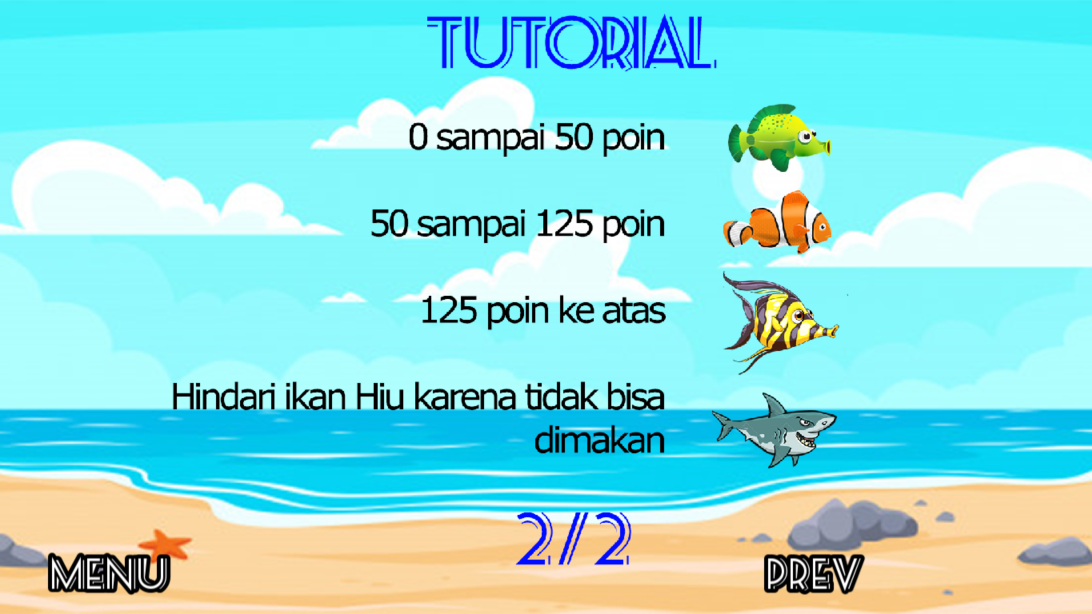 TUTORIAL
0 sampai 50 poin
50 sampai 125 poin
125 poin ke atas
Hindari ikan Hiu karena tidak bisa
dimakan
2/2
MENU
PREV